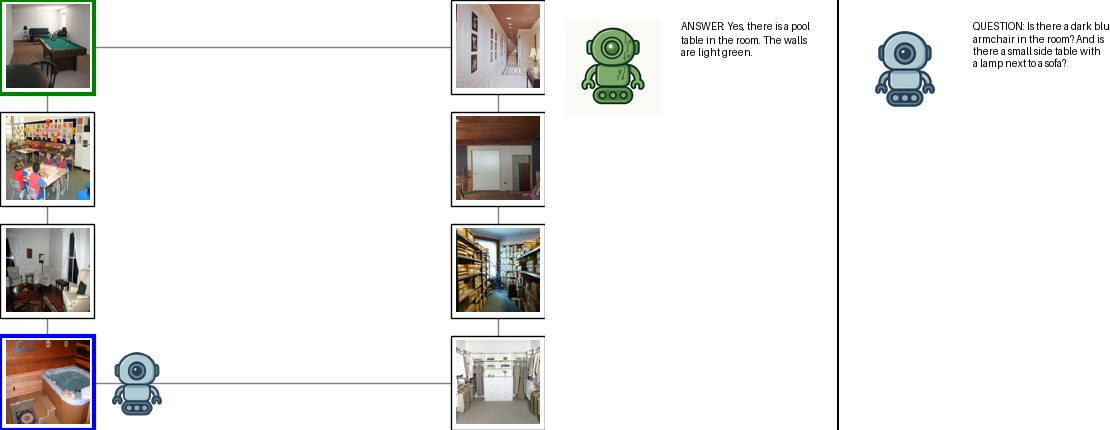 ANSWER: Yes, there is a pool
table in the room. The walls
are light green.
QUESTION: Is there a dark blu
armchair in the room? And is
there a small side table with
a lamp next to a sofa?